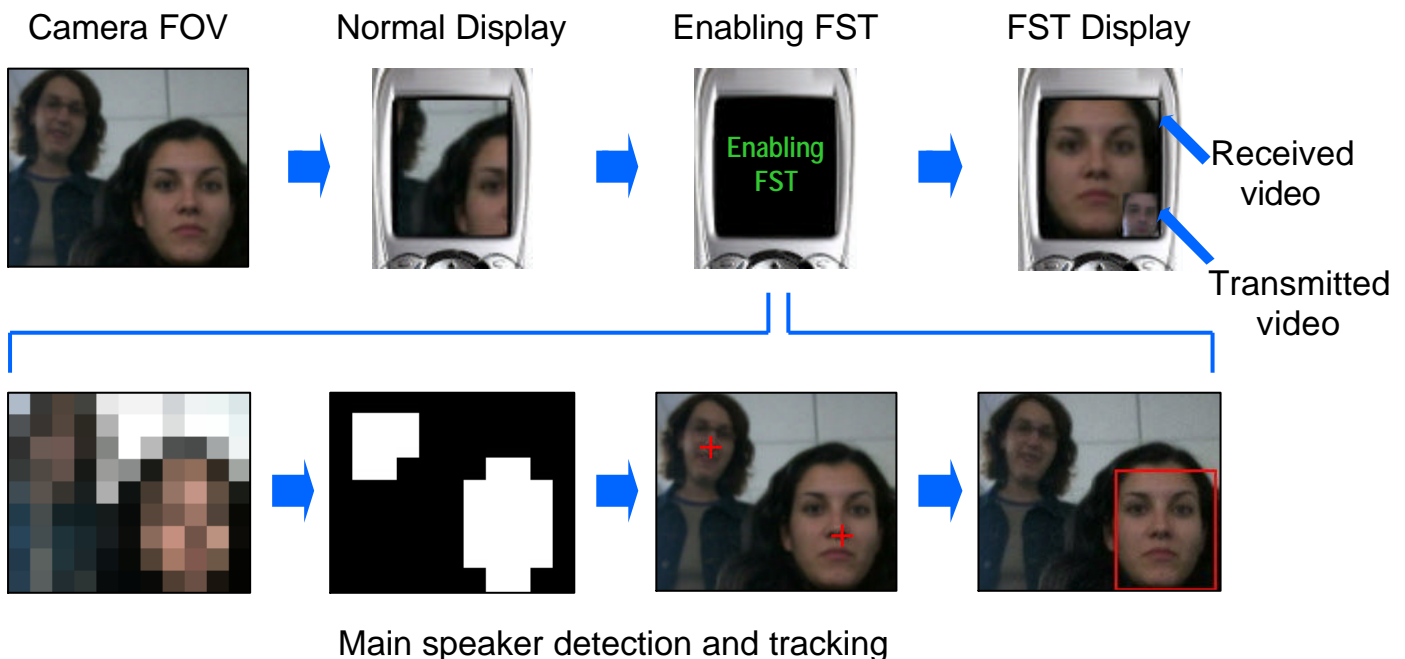 Camera FOV
Normal Display
Enabling FST
FST Display
Enabling
FST
Received
video
Transmitted
video
Main speaker detection and tracking